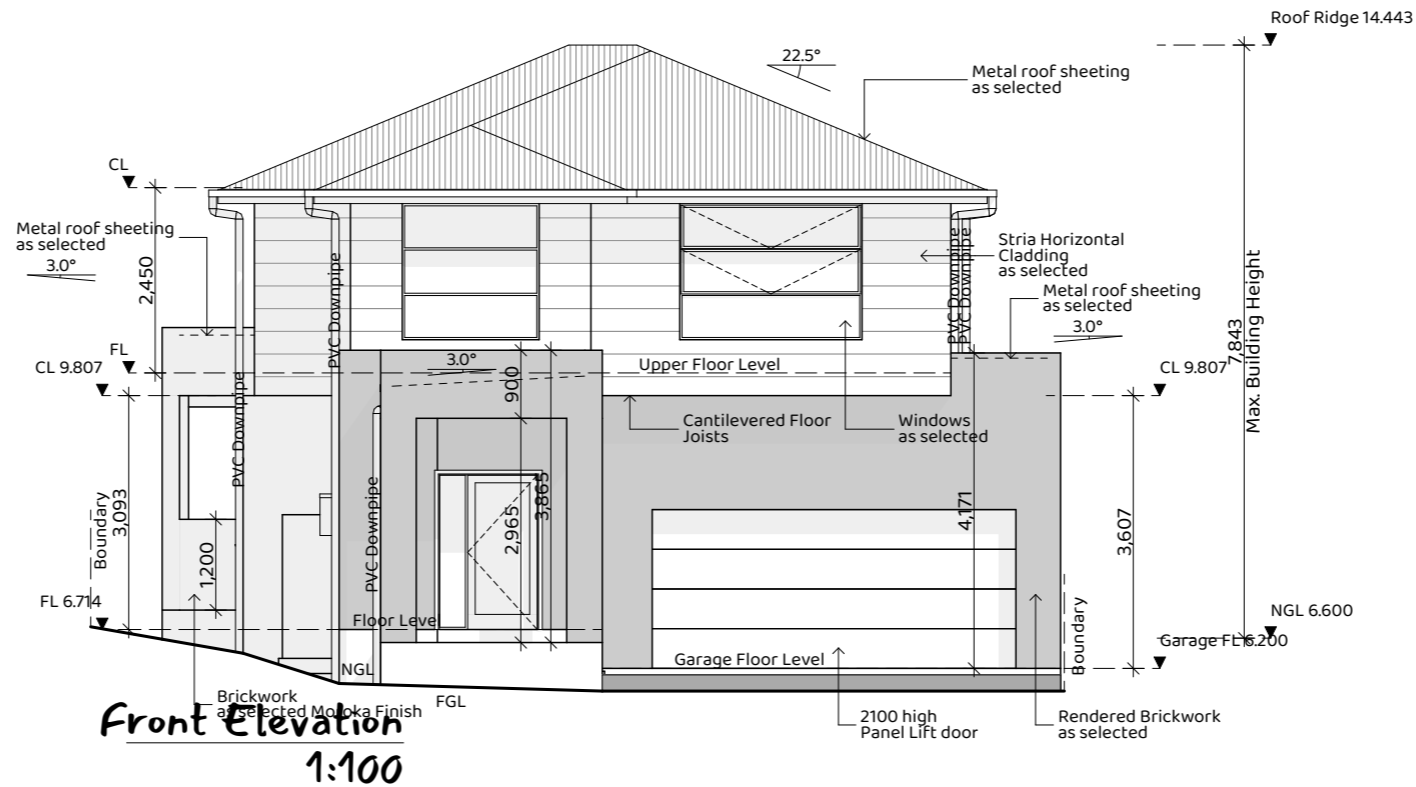 Roof Ridge 14.443
22.5°
Metal roof sheeting
as selected
CL
Metal roof sheeting
as selected
3.0°
2,450
PVC Downpipe
PVC Downpipe
PVC Downpipe
Stria Horizontal
Cladding
as selected
Metal roof sheeting
as selected
3.0°
7,843
Max. Building Height
FL
CL 9.807
3.0°
900
Upper Floor Level
CL 9.807
PVC Downpipe
Cantilevered Floor
Joists
Windows
as selected
Boundary
3,093
1,200
PVC Downpipe
2,965
3,865
4,171
3,607
FL 6.714
Floor Level
NGL 6.600
Garage FL 6.200
Boundary
NGL
Garage Floor Level
FGL
Brickwork
as selected Moroka Finish
2100 high
Panel Lift door
Rendered Brickwork
as selected
Front Elevation
1:100